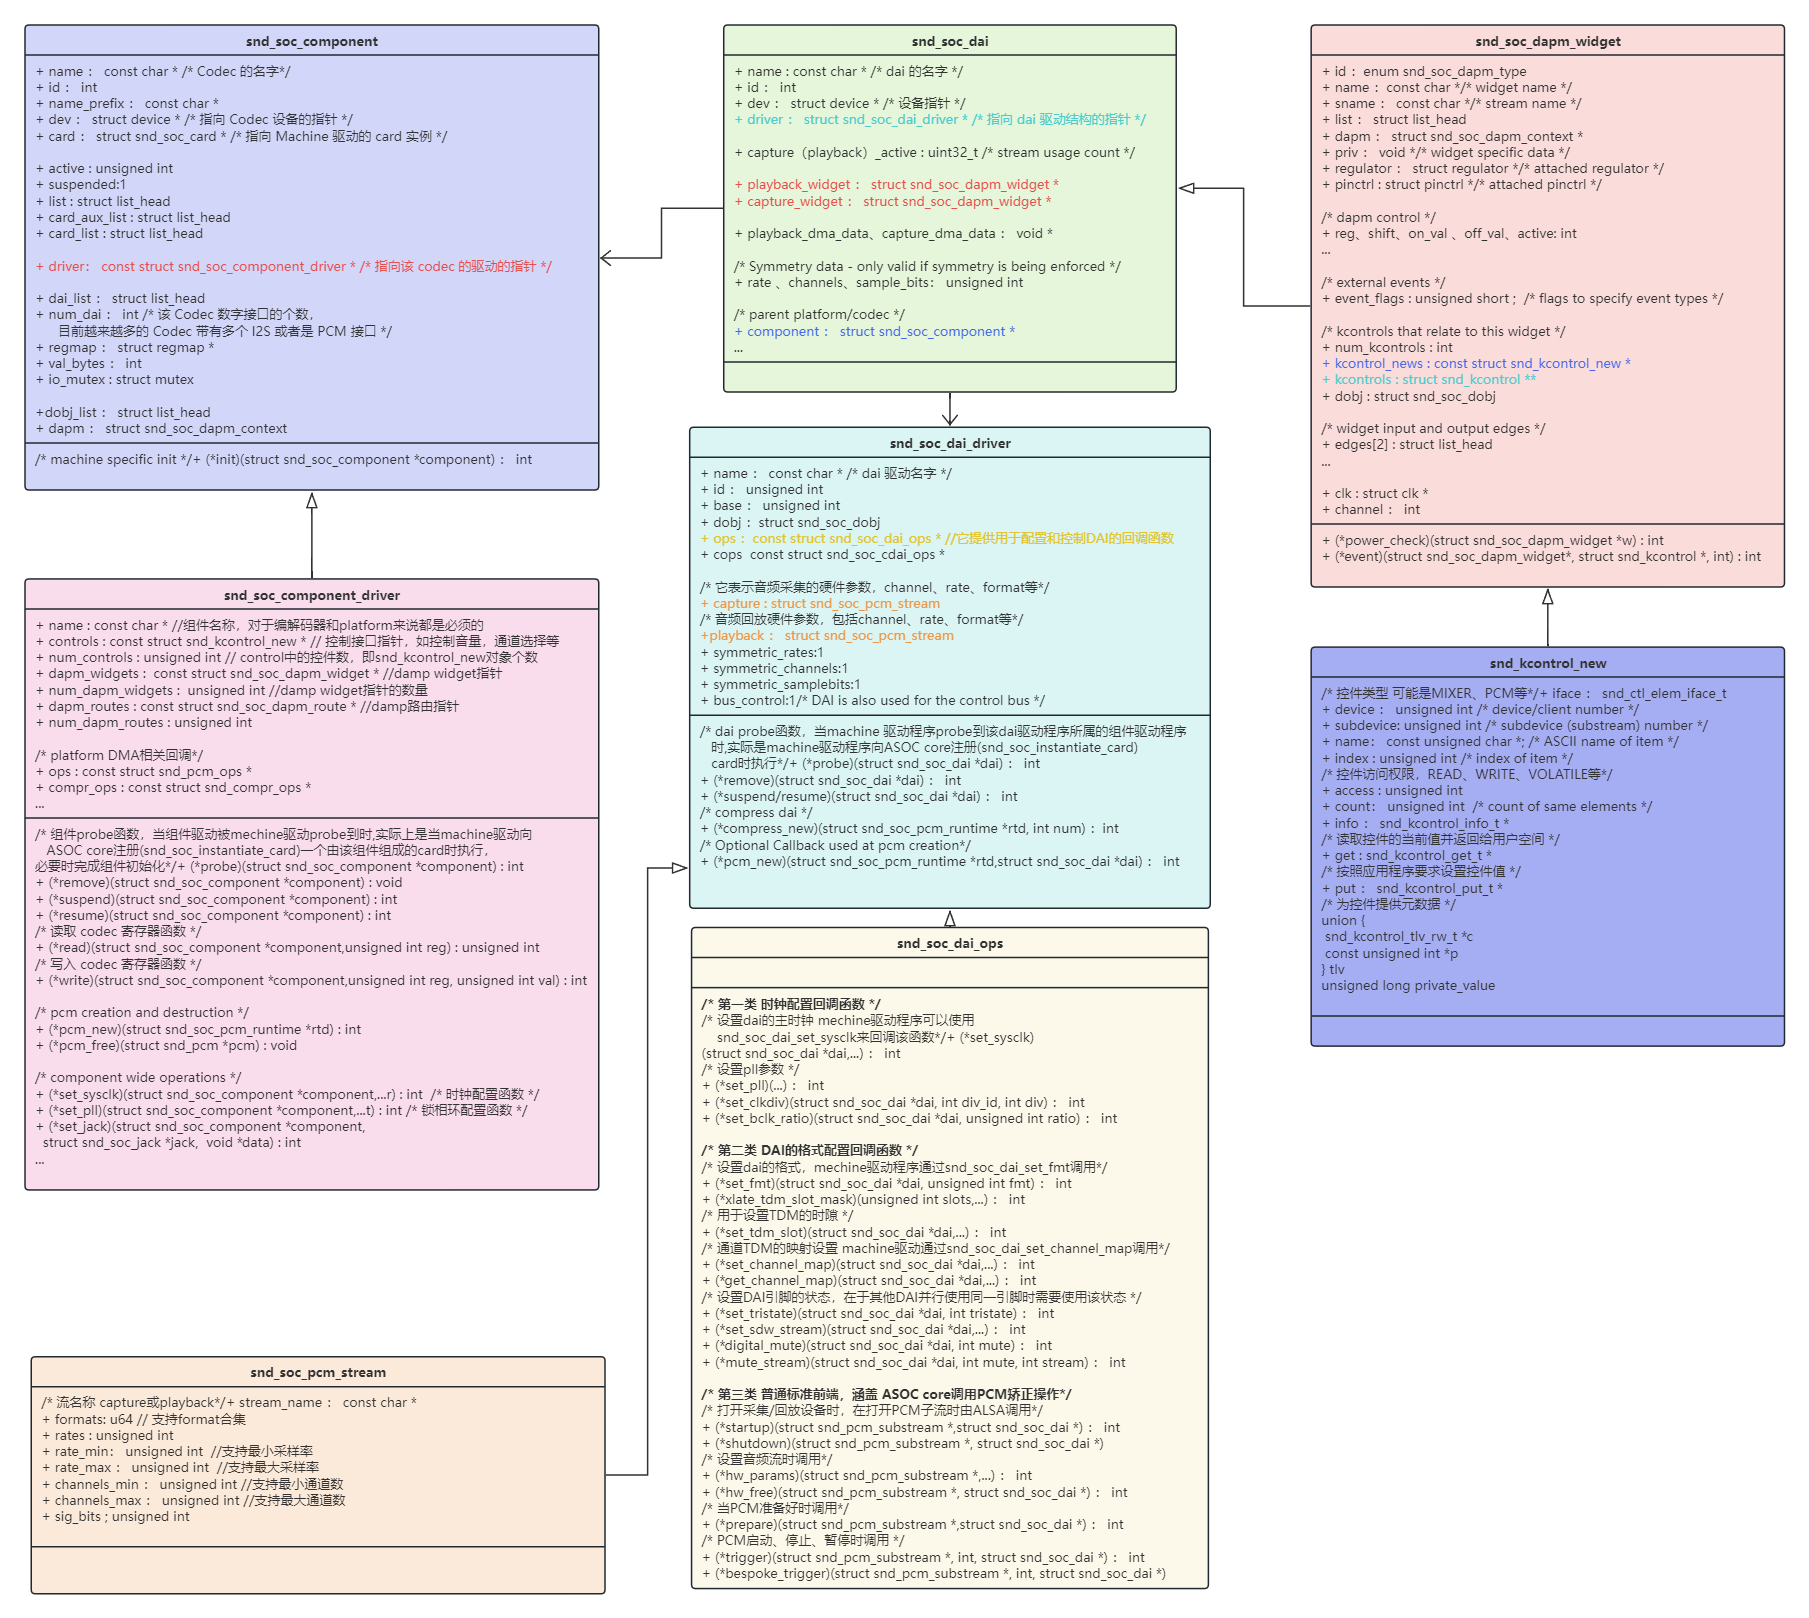 snd_soc_component
+ name： const char * /* Codec 的名字*/
+ id： int
+ name_prefix： const char *
+ dev： struct device * /* 指向 Codec 设备的指针 */
+ card： struct snd_soc_card * /* 指向 Machine 驱动的 card 实例 */
+ active : unsigned int
+ suspended:1
+ list : struct list_head
+ card_aux_list : struct list_head
+ card_list : struct list_head
+ driver： const struct snd_soc_component_driver * /* 指向该 codec 的驱动的指针 */
+ dai_list： struct list_head
+ num_dai： int /* 该 Codec 数字接口的个数，
目前越来越多的 Codec 带有多个 I2S 或者是 PCM 接口 */
+ regmap： struct regmap *
+ val_bytes： int
+ io_mutex : struct mutex
+dobj_list： struct list_head
+ dapm： struct snd_soc_dapm_context
/* machine specific init */+ (*init)(struct snd_soc_component *component)： int
snd_soc_dai
+ name : const char * /* dai 的名字 */
+ id： int
+ dev： struct device * /* 设备指针 */
+ driver： struct snd_soc_dai_driver * /* 指向 dai 驱动结构的指针 */
+ capture（playback）_active : uint32_t /* stream usage count */
+ playback_widget： struct snd_soc_dapm_widget *
+ capture_widget： struct snd_soc_dapm_widget *
+ playback_dma_data、capture_dma_data： void *
/* Symmetry data - only valid if symmetry is being enforced */
+ rate 、channels、sample_bits： unsigned int
/* parent platform/codec */
+ component： struct snd_soc_component *
...
snd_soc_dapm_widget
+ id： enum snd_soc_dapm_type
+ name： const char */* widget name */
+ sname： const char */* stream name */
+ list： struct list_head
+ dapm： struct snd_soc_dapm_context *
+ priv： void */* widget specific data */
+ regulator： struct regulator */* attached regulator */
+ pinctrl : struct pinctrl */* attached pinctrl */
/* dapm control */
+ reg、shift、on_val 、off_val、active: int
...
/* external events */
+ event_flags : unsigned short ;  /* flags to specify event types */
/* kcontrols that relate to this widget */
+ num_kcontrols : int
+ kcontrol_news : const struct snd_kcontrol_new *
+ kcontrols : struct snd_kcontrol **
+ dobj : struct snd_soc_dobj
/* widget input and output edges */
+ edges[2] : struct list_head
...
+ clk : struct clk *
+ channel： int
+ (*power_check)(struct snd_soc_dapm_widget *w) : int
+ (*event)(struct snd_soc_dapm_widget*, struct snd_kcontrol *, int) : int
snd_soc_dai_driver
+ name： const char * /* dai 驱动名字 */
+ id： unsigned int
+ base： unsigned int
+ dobj： struct snd_soc_dobj
+ ops： const struct snd_soc_dai_ops * //它提供用于配置和控制DAI的回调函数
+ cops  const struct snd_soc_cdai_ops *
/* 它表示音频采集的硬件参数，channel、rate、format等*/
+ capture : struct snd_soc_pcm_stream
/* 音频回放硬件参数，包括channel、rate、format等*/
+playback： struct snd_soc_pcm_stream
+ symmetric_rates:1
+ symmetric_channels:1
+ symmetric_samplebits:1
+ bus_control:1/* DAI is also used for the control bus */
/* dai probe函数，当machine 驱动程序probe到该dai驱动程序所属的组件驱动程序
时,实际是machine驱动程序向ASOC core注册(snd_soc_instantiate_card)
card时执行*/+ (*probe)(struct snd_soc_dai *dai)： int
+ (*remove)(struct snd_soc_dai *dai)： int
+ (*suspend/resume)(struct snd_soc_dai *dai)： int
/* compress dai */
+ (*compress_new)(struct snd_soc_pcm_runtime *rtd, int num)： int
/* Optional Callback used at pcm creation*/
+ (*pcm_new)(struct snd_soc_pcm_runtime *rtd,struct snd_soc_dai *dai)： int
snd_soc_component_driver
+ name : const char * //组件名称，对于编解码器和platform来说都是必须的
+ controls : const struct snd_kcontrol_new * // 控制接口指针，如控制音量，通道选择等
+ num_controls : unsigned int // control中的控件数，即snd_kcontrol_new对象个数
+ dapm_widgets： const struct snd_soc_dapm_widget * //damp widget指针
+ num_dapm_widgets： unsigned int //damp widget指针的数量
+ dapm_routes : const struct snd_soc_dapm_route * //damp路由指针
+ num_dapm_routes : unsigned int
/* platform DMA相关回调*/
+ ops : const struct snd_pcm_ops *
+ compr_ops : const struct snd_compr_ops *
...
/* 组件probe函数，当组件驱动被mechine驱动probe到时,实际上是当machine驱动向
ASOC core注册(snd_soc_instantiate_card)一个由该组件组成的card时执行，
必要时完成组件初始化*/+ (*probe)(struct snd_soc_component *component) : int
+ (*remove)(struct snd_soc_component *component) : void
+ (*suspend)(struct snd_soc_component *component) : int
+ (*resume)(struct snd_soc_component *component) : int
/* 读取 codec 寄存器函数 */
+ (*read)(struct snd_soc_component *component,unsigned int reg) : unsigned int
/* 写入 codec 寄存器函数 */
+ (*write)(struct snd_soc_component *component,unsigned int reg, unsigned int val) : int
/* pcm creation and destruction */
+ (*pcm_new)(struct snd_soc_pcm_runtime *rtd) : int
+ (*pcm_free)(struct snd_pcm *pcm) : void
/* component wide operations */
+ (*set_sysclk)(struct snd_soc_component *component,...r) : int  /* 时钟配置函数 */
+ (*set_pll)(struct snd_soc_component *component,...t) : int /* 锁相环配置函数 */
+ (*set_jack)(struct snd_soc_component *component,
struct snd_soc_jack *jack,  void *data) : int
...
snd_kcontrol_new
/* 控件类型 可能是MIXER、PCM等*/+ iface： snd_ctl_elem_iface_t
+ device： unsigned int /* device/client number */
+ subdevice: unsigned int /* subdevice (substream) number */
+ name： const unsigned char *; /* ASCII name of item */
+ index : unsigned int /* index of item */
/* 控件访问权限，READ、WRITE、VOLATILE等*/
+ access : unsigned int
+ count： unsigned int  /* count of same elements */
+ info： snd_kcontrol_info_t *
/* 读取控件的当前值并返回给用户空间 */
+ get : snd_kcontrol_get_t *
/* 按照应用程序要求设置控件值 */
+ put： snd_kcontrol_put_t *
/* 为控件提供元数据 */
union {
snd_kcontrol_tlv_rw_t *c
const unsigned int *p
} tlv
unsigned long private_value
snd_soc_dai_ops
/* 第一类 时钟配置回调函数 */
/* 设置dai的主时钟 mechine驱动程序可以使用
snd_soc_dai_set_sysclk来回调该函数*/+ (*set_sysclk)
(struct snd_soc_dai *dai,...)： int
/* 设置pll参数 */
+ (*set_pll)(...)： int
+ (*set_clkdiv)(struct snd_soc_dai *dai, int div_id, int div)： int
+ (*set_bclk_ratio)(struct snd_soc_dai *dai, unsigned int ratio)： int
/* 第二类 DAI的格式配置回调函数 */
/* 设置dai的格式，mechine驱动程序通过snd_soc_dai_set_fmt调用*/
+ (*set_fmt)(struct snd_soc_dai *dai, unsigned int fmt)： int
+ (*xlate_tdm_slot_mask)(unsigned int slots,...)： int
/* 用于设置TDM的时隙 */
+ (*set_tdm_slot)(struct snd_soc_dai *dai,...)： int
/* 通道TDM的映射设置 machine驱动通过snd_soc_dai_set_channel_map调用*/
+ (*set_channel_map)(struct snd_soc_dai *dai,...)： int
+ (*get_channel_map)(struct snd_soc_dai *dai,...)： int
/* 设置DAI引脚的状态，在于其他DAI并行使用同一引脚时需要使用该状态 */
+ (*set_tristate)(struct snd_soc_dai *dai, int tristate)： int
+ (*set_sdw_stream)(struct snd_soc_dai *dai,...)： int
+ (*digital_mute)(struct snd_soc_dai *dai, int mute)： int
+ (*mute_stream)(struct snd_soc_dai *dai, int mute, int stream)： int
/* 第三类 普通标准前端，涵盖 ASOC core调用PCM矫正操作*/
/* 打开采集/回放设备时，在打开PCM子流时由ALSA调用*/
+ (*startup)(struct snd_pcm_substream *,struct snd_soc_dai *)： int
+ (*shutdown)(struct snd_pcm_substream *, struct snd_soc_dai *)
/* 设置音频流时调用*/
+ (*hw_params)(struct snd_pcm_substream *,...)： int
+ (*hw_free)(struct snd_pcm_substream *, struct snd_soc_dai *)： int
/* 当PCM准备好时调用*/
+ (*prepare)(struct snd_pcm_substream *,struct snd_soc_dai *)： int
/* PCM启动、停止、暂停时调用 */
+ (*trigger)(struct snd_pcm_substream *, int, struct snd_soc_dai *)： int
+ (*bespoke_trigger)(struct snd_pcm_substream *, int, struct snd_soc_dai *)
snd_soc_pcm_stream
/* 流名称 capture或playback*/+ stream_name： const char *
+ formats: u64 // 支持format合集
+ rates : unsigned int
+ rate_min： unsigned int  //支持最小采样率
+ rate_max： unsigned int  //支持最大采样率
+ channels_min： unsigned int //支持最小通道数
+ channels_max： unsigned int //支持最大通道数
+ sig_bits ; unsigned int